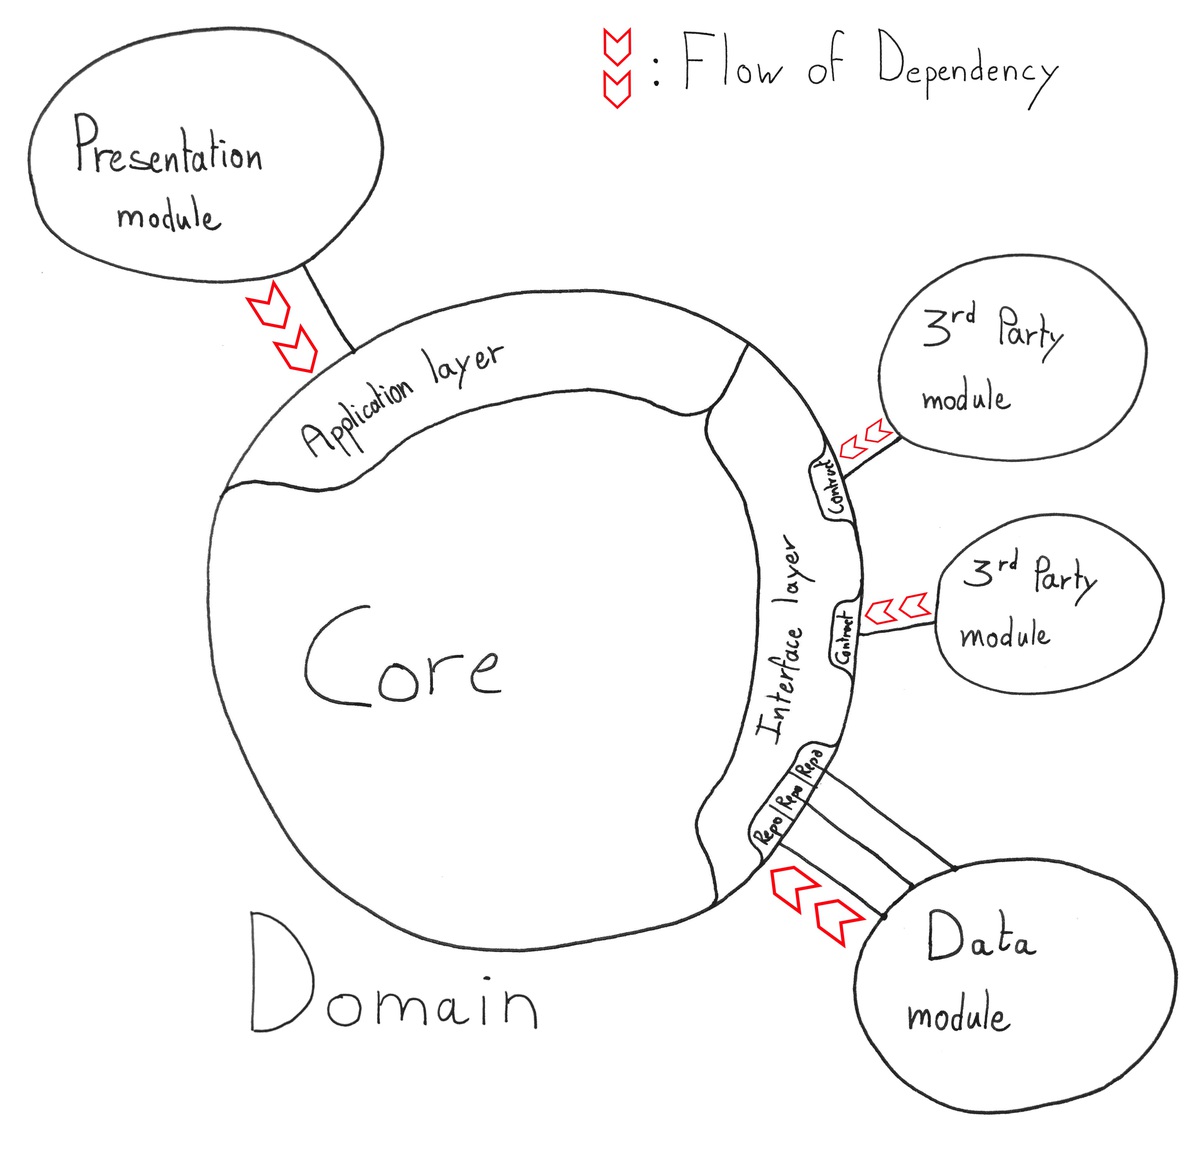 : Flow of Dependency
Presentation
module
3rd Party
module
Application layer
Contract
3rd Party
module
Contract
Interface layer
Core
Repo
Repo
Repo
Data
module
Domain